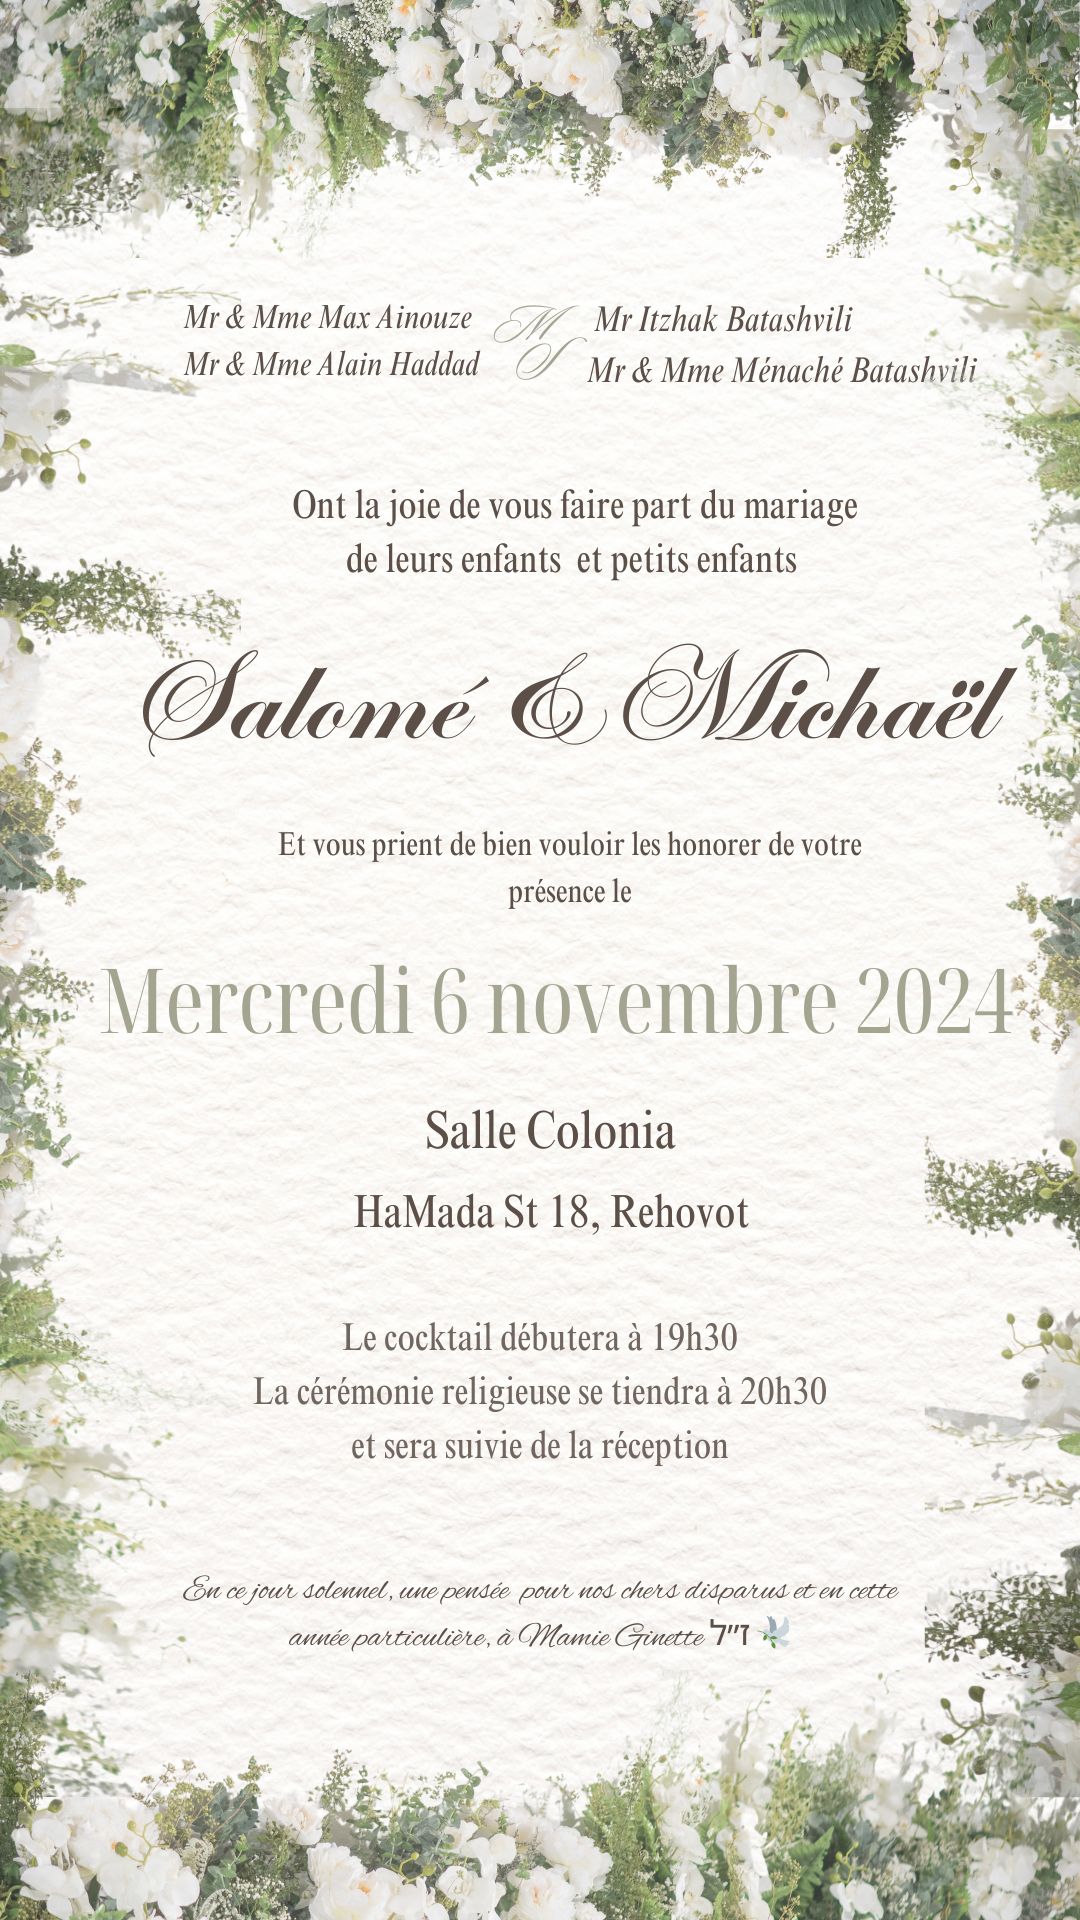 Mr & Mme Max Ainouze
Mr & Mme Alain Haddad
M
S
Mr Itzhak Batashvili
Mr & Mme Ménaché Batashvili
Ont la joie de vous faire part du mariage
de leurs enfants et petits enfants
Salomé & Michaël
Et vous prient de bien vouloir les honorer de votre
présence le
Mercredi 6 novembre 2024
Salle Colonia
HaMada St 18, Rehovot
Le cocktail débutera à 19h30
La cérémonie religieuse se tiendra à 20h30
et sera suivie de la réception
En ce jour solennel, une pensée pour nos chers disparus et en cette
année particulière, à Mamie Ginette ז״ל 🕊️